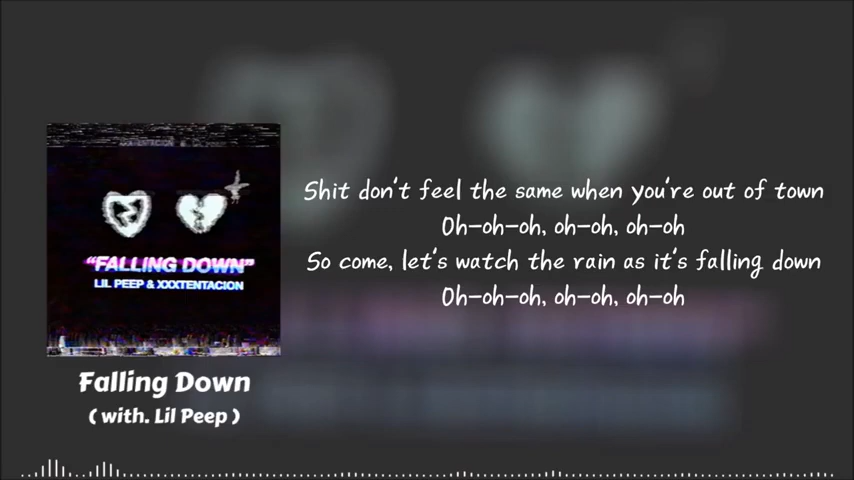 "FALLING DOWN"
LIL PEEP & XXXTENTACION
Falling Down
( with. Lil Peep )
Shit don't feel the same when you're out of town
Oh-oh-oh, oh-oh, oh-oh
So come, let's watch the rain as it's falling down
Oh-oh-oh, oh-oh, oh-oh